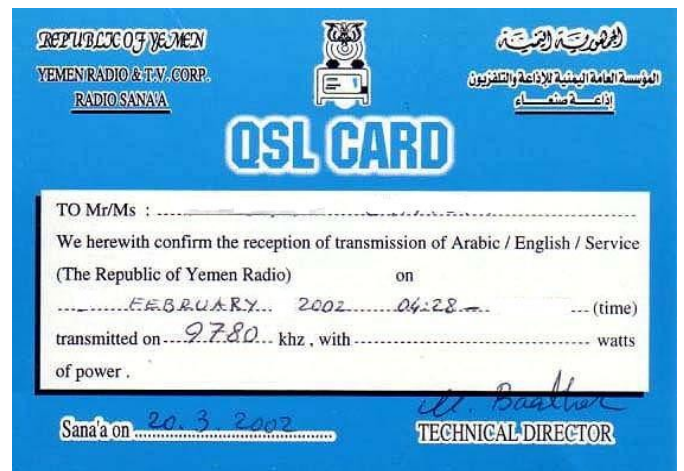 REPUBLIC OF YEMEN
YEMEN RADIO & T.V. CORP.
RADIO SANA'A
الجمهورية اليمنية
المؤسسة العامة اليمنية للإذاعة والتلفزيون
إذاعة صنعاء
QSL CARD
TO Mr/Ms :
We herewith confirm the reception of transmission of Arabic / English / Service
(The Republic of Yemen Radio) on
FEBRUARY 2002 04:28 - (time)
transmitted on 9780 khz , with watts
of power .
Sana'a on 20. 3. 2002
TECHNICAL DIRECTOR